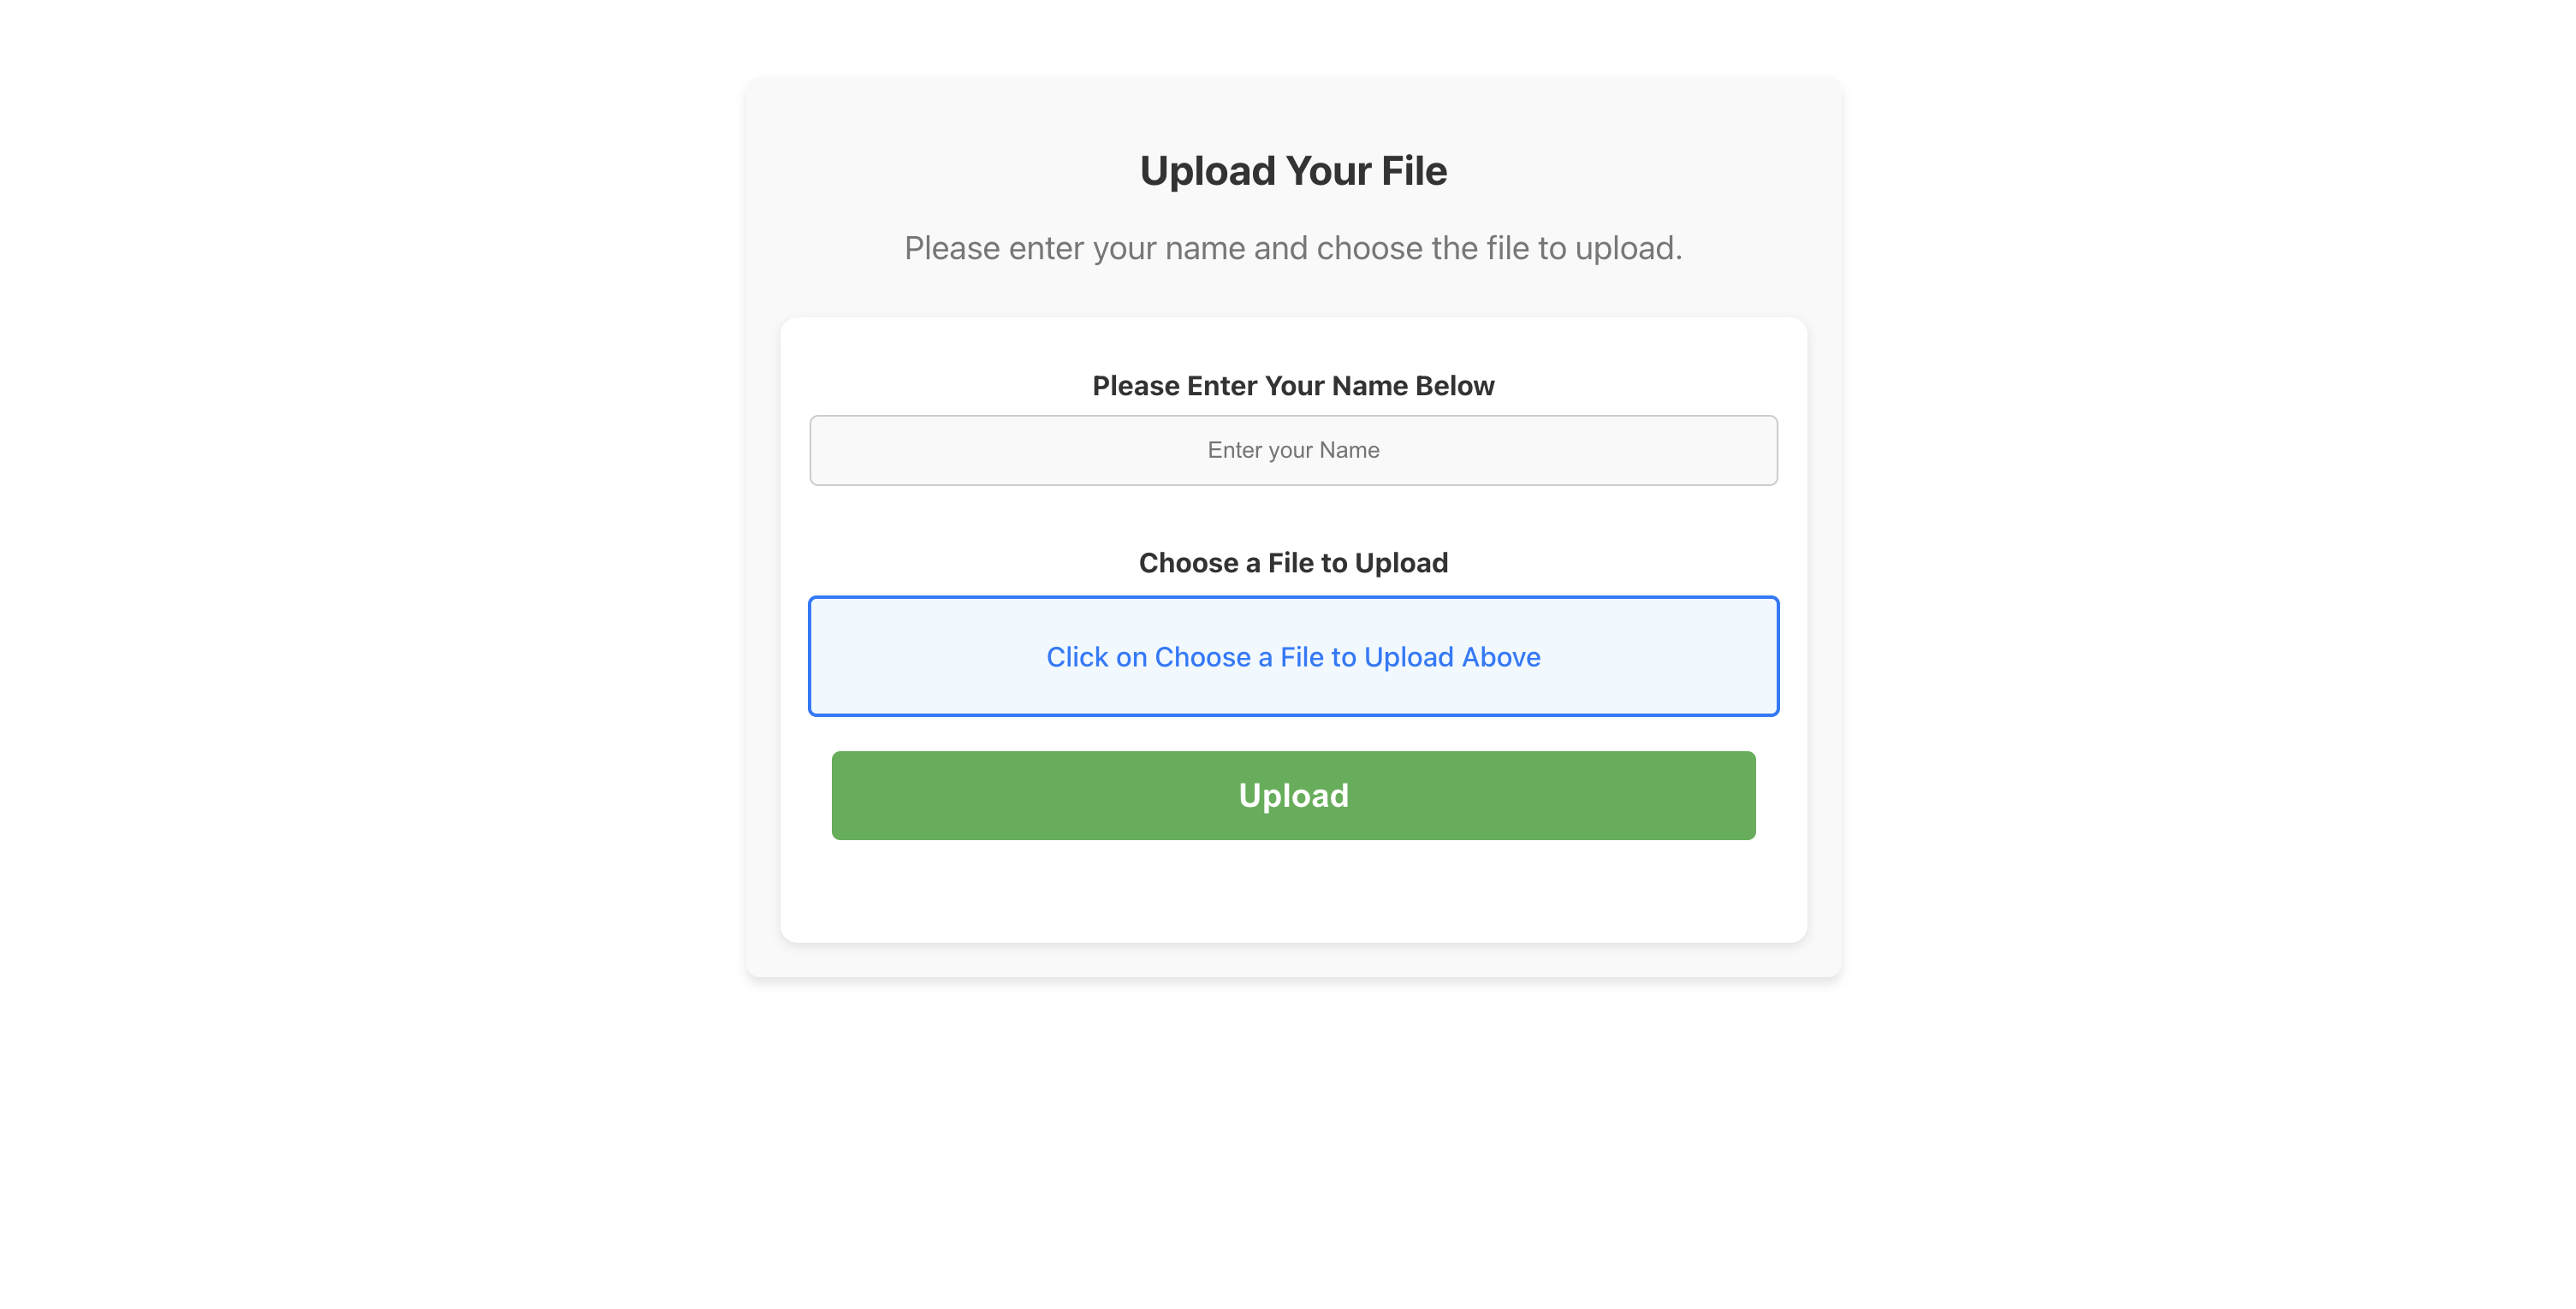 Upload Your File
Please enter your name and choose the file to upload.
Please Enter Your Name Below
Enter your Name
Choose a File to Upload
Click on Choose a File to Upload Above
Upload